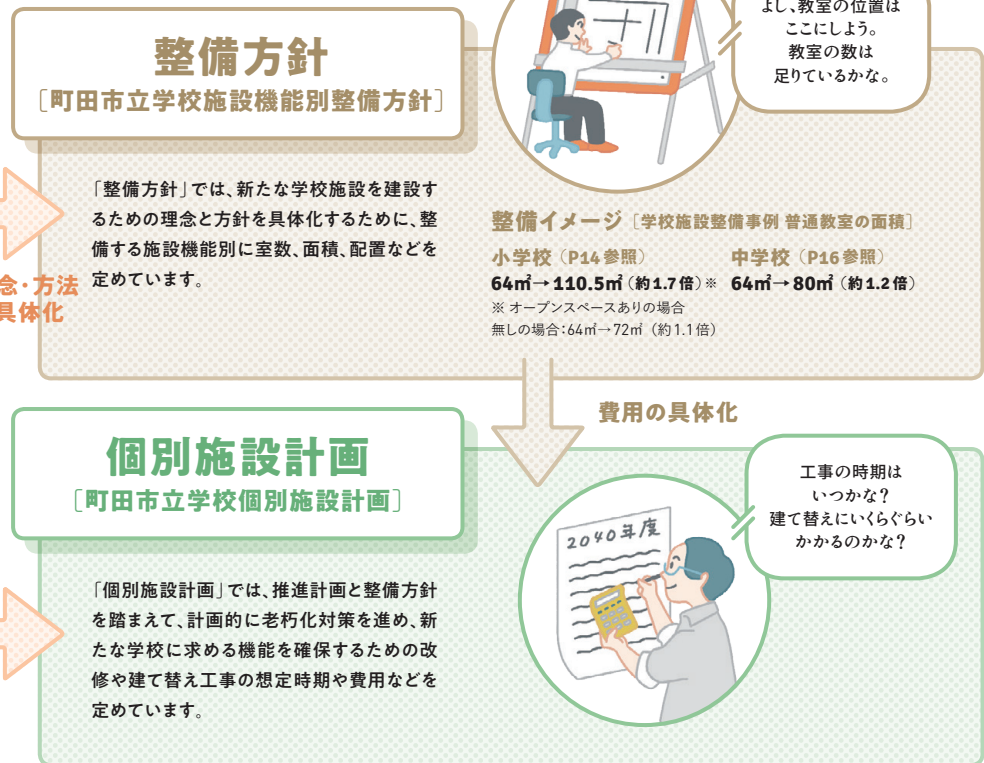 よし、教室の位置は
ここにしよう。
教室の数は
足りているかな。
整備方針
［町田市立学校施設機能別整備方針］
「整備方針」では、新たな学校施設を建設す
るための理念と方針を具体化するために、整
備する施設機能別に室数、面積、配置などを
定めています。
念・方法
具体化
整備イメージ［学校施設整備事例 普通教室の面積］
小学校（P14参照）
64㎡→110.5㎡（約1.7倍）※
※ オープンスペースありの場合
無しの場合：64㎡→72㎡（約1.1倍）
中学校（P16参照）
64㎡→80㎡（約1.2倍）
費用の具体化
個別施設計画
［町田市立学校個別施設計画］
「個別施設計画」では、推進計画と整備方針
を踏まえて、計画的に老朽化対策を進め、新
たな学校に求める機能を確保するための改
修や建て替え工事の想定時期や費用などを
定めています。
2040年度
工事の時期は
いつかな？
建て替えにいくらぐらい
かかるのかな？